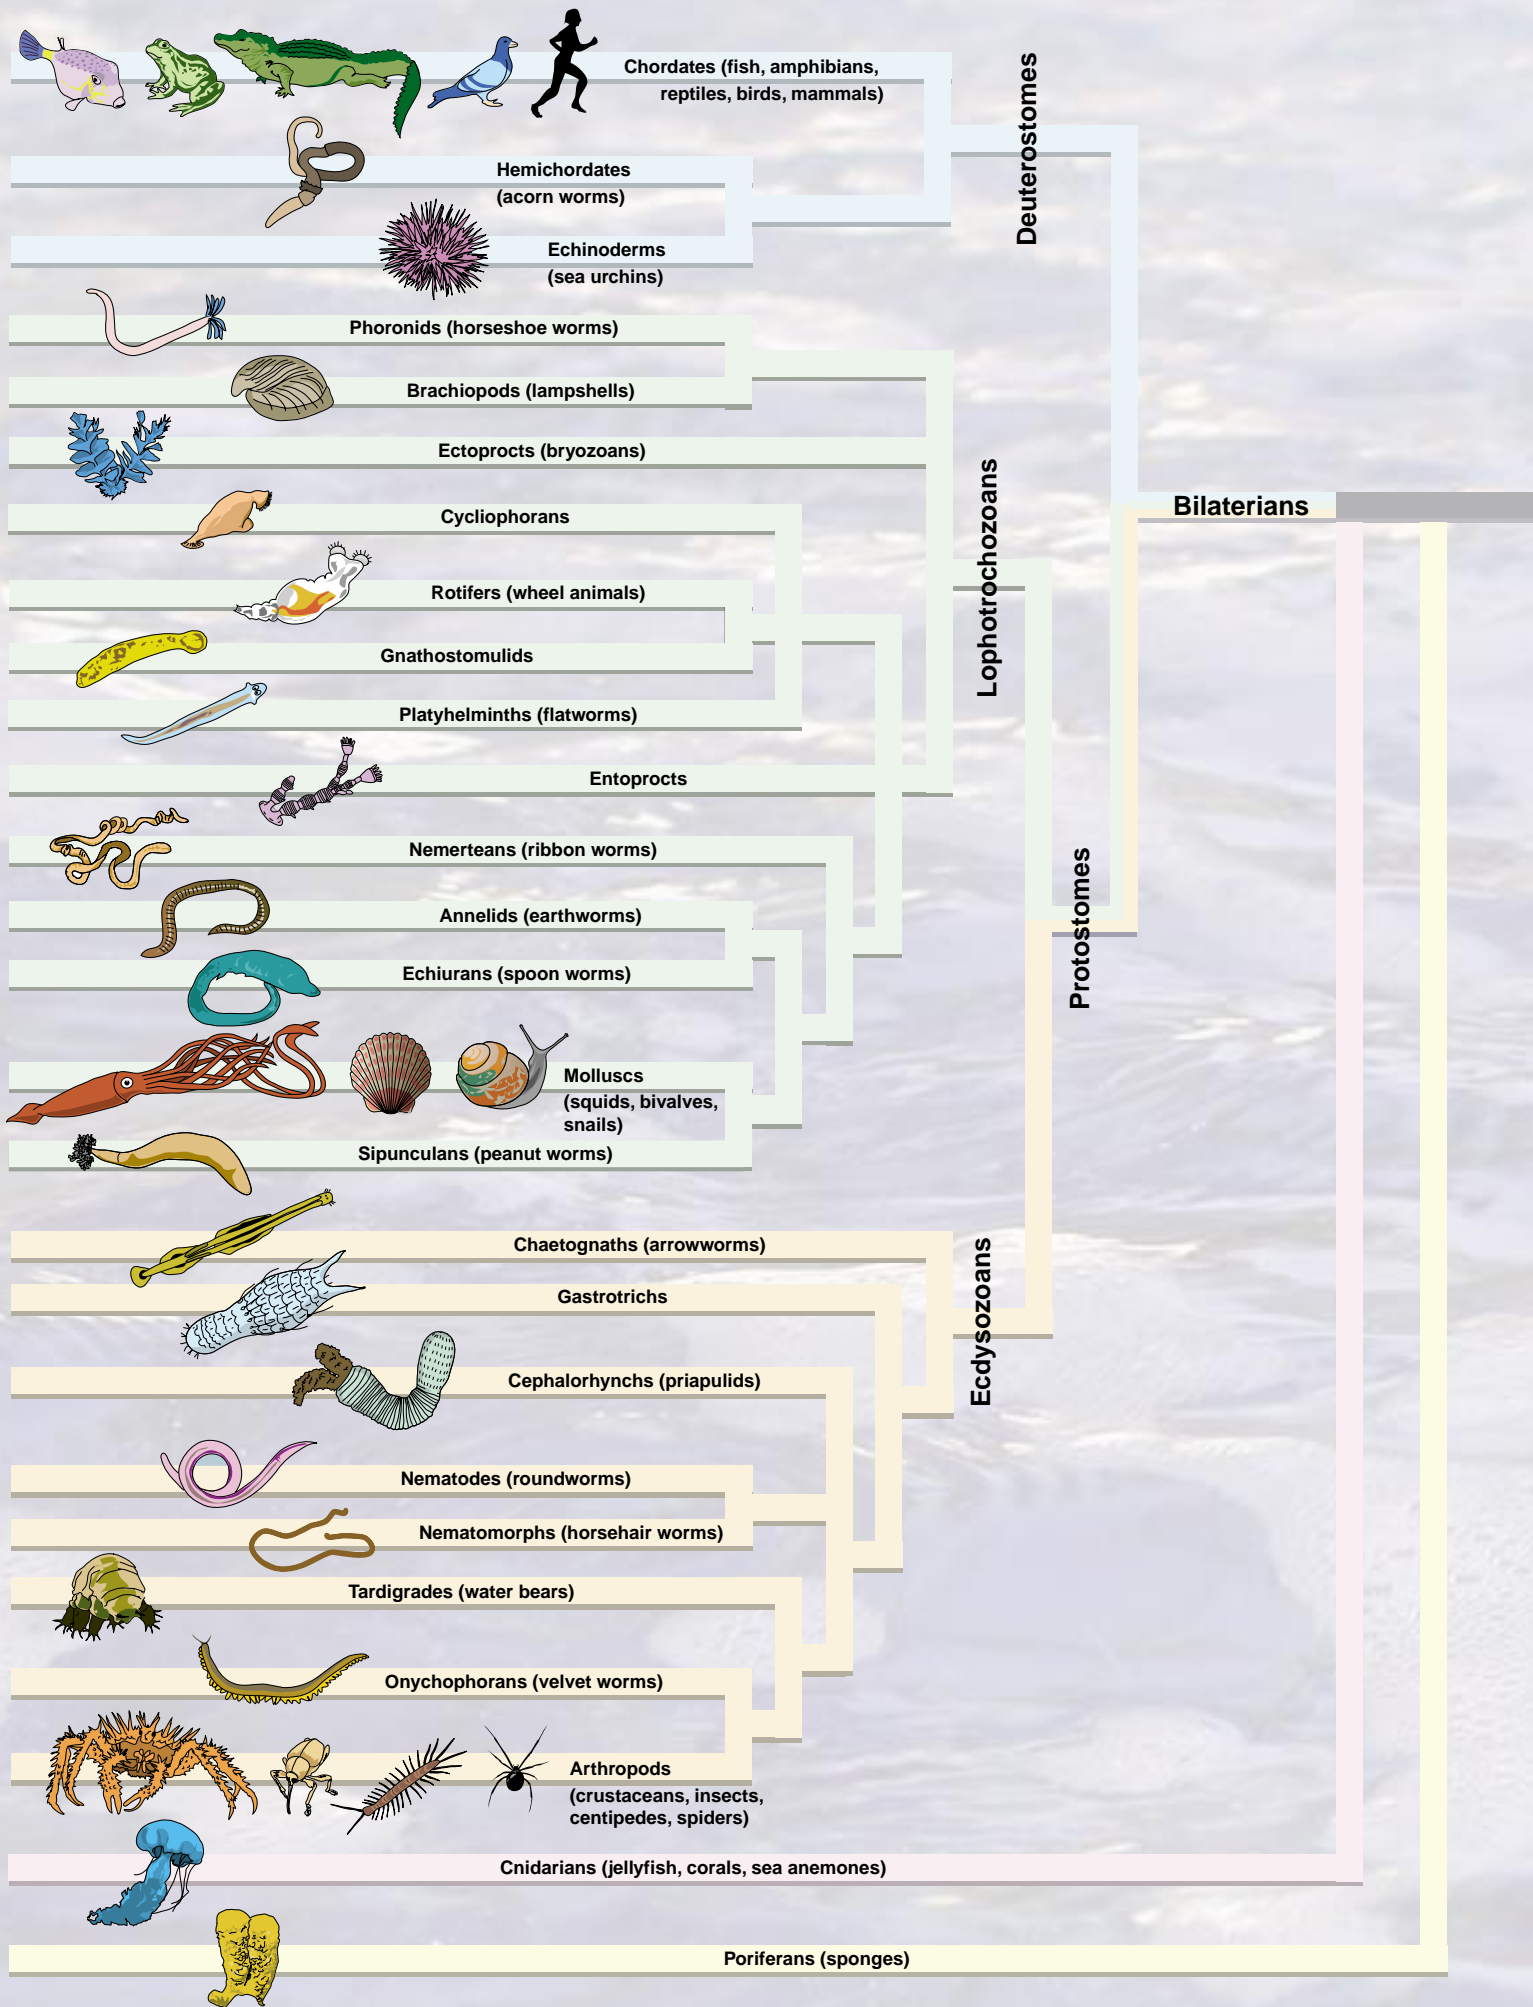 Chordates (fish, amphibians,
reptiles, birds, mammals)
Deuterostomes
Hemichordates
(acorn worms)
Echinoderms
(sea urchins)
Phoronids (horseshoe worms)
Brachiopods (lampshells)
Ectoprocts (bryozoans)
Lophotrochozoans
Bilaterians
Cycliophorans
Rotifers (wheel animals)
Gnathostomulids
Platyhelminths (flatworms)
Entoprocts
Nemerteans (ribbon worms)
Protostomes
Annelids (earthworms)
Echiurans (spoon worms)
Molluscs
(squids, bivalves,
snails)
Sipunculans (peanut worms)
Chaetognaths (arrowworms)
Ecdysozoans
Gastrotrichs
Cephalorhynchs (priapulids)
Nematodes (roundworms)
Nematomorphs (horsehair worms)
Tardigrades (water bears)
Onychophorans (velvet worms)
Arthropods
(crustaceans, insects,
centipedes, spiders)
Cnidarians (jellyfish, corals, sea anemones)
Poriferans (sponges)